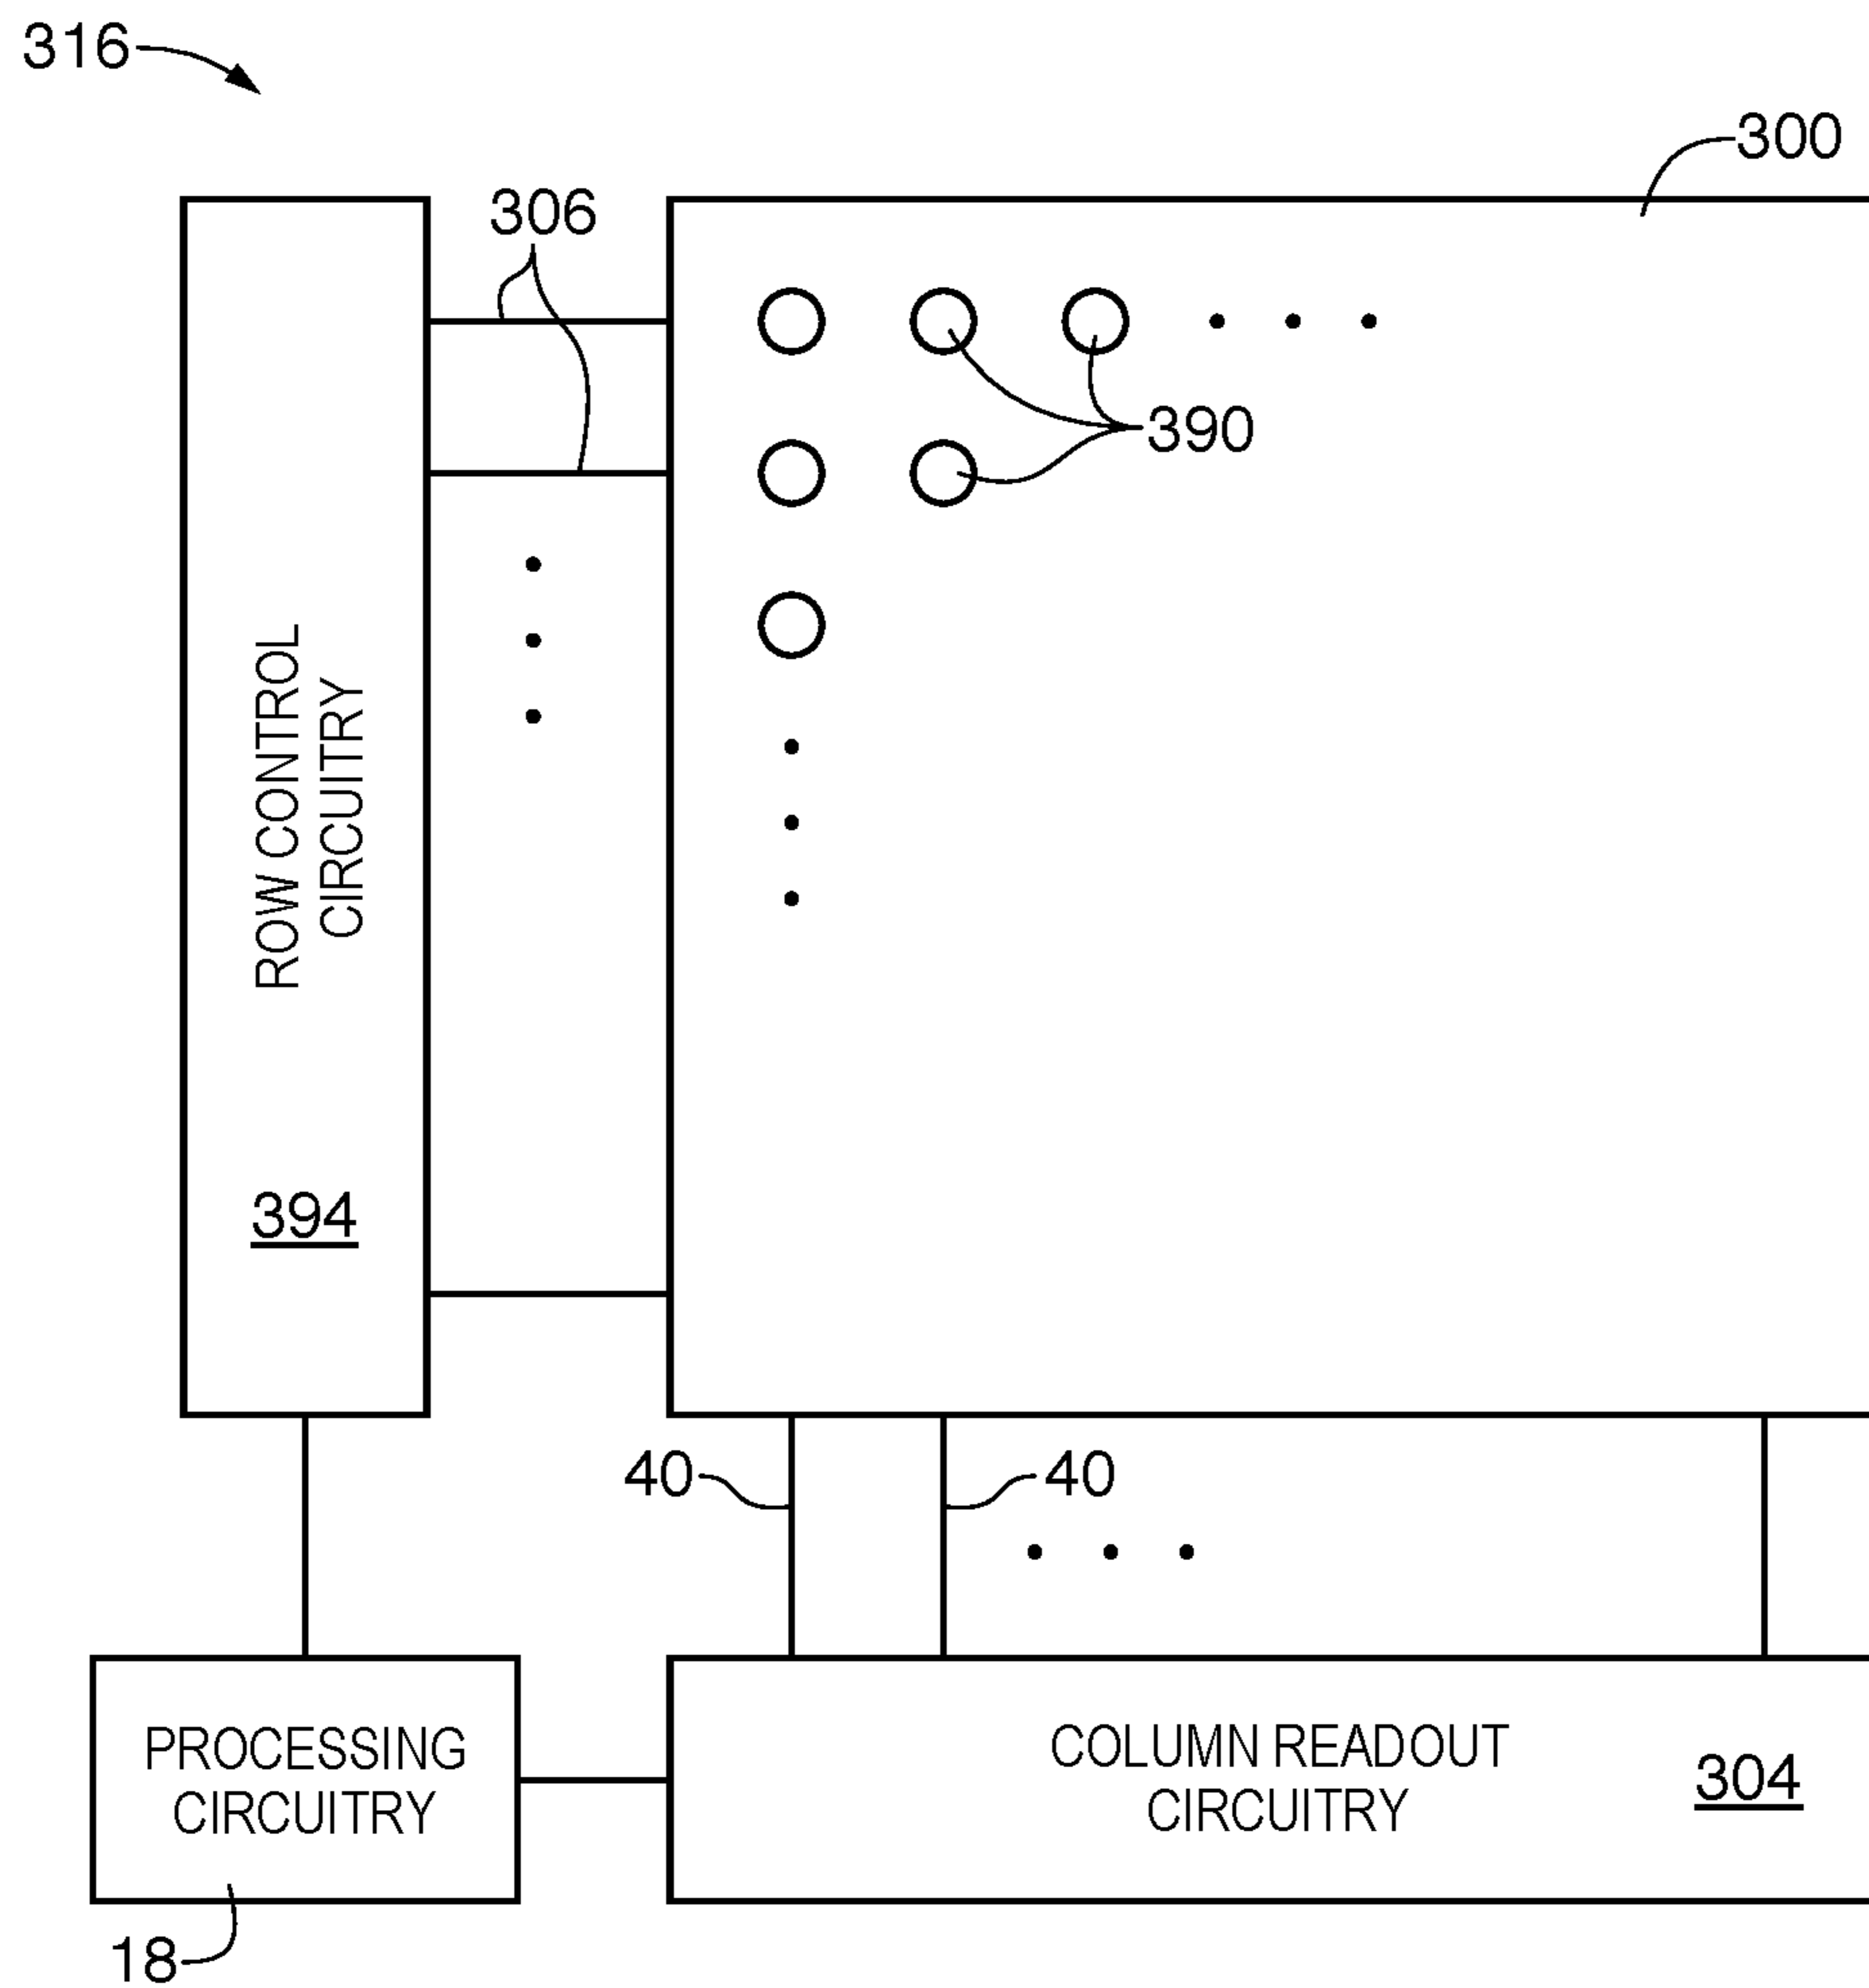 316
300
306
390
ROW CONTROL
CIRCUITRY
394
40
40
PROCESSING
CIRCUITRY
COLUMN READOUT
CIRCUITRY
304
18